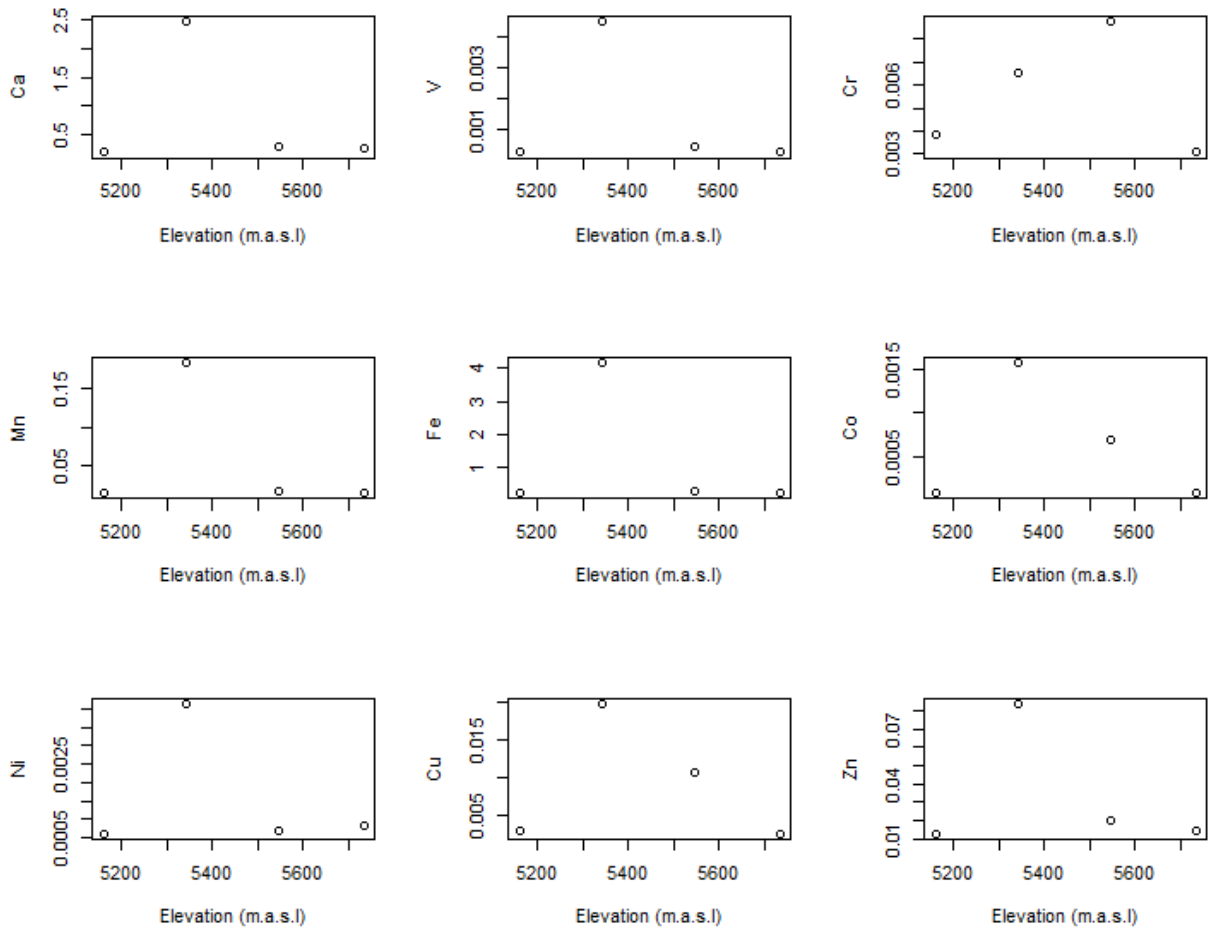 Ca
2.5
1.5
0.5
5200 5400 5600
Elevation (m.a.s.l)
V
0.003
0.001
5200 5400 5600
Elevation (m.a.s.l)
Cr
0.006
0.003
5200 5400 5600
Elevation (m.a.s.l)
Mn
0.15
0.05
5200 5400 5600
Elevation (m.a.s.l)
Fe
4
3
2
1
5200 5400 5600
Elevation (m.a.s.l)
Co
0.0015
0.0005
5200 5400 5600
Elevation (m.a.s.l)
Ni
0.0025
0.0005
5200 5400 5600
Elevation (m.a.s.l)
Cu
0.015
0.005
5200 5400 5600
Elevation (m.a.s.l)
Zn
0.07
0.04
0.01
5200 5400 5600
Elevation (m.a.s.l)